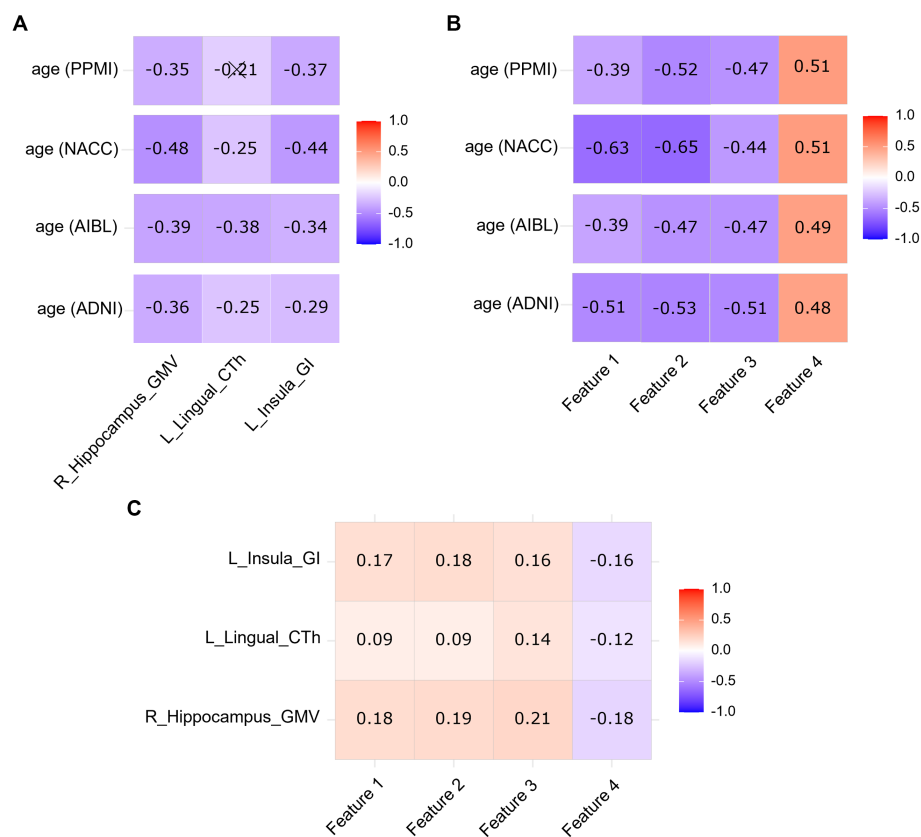 A
age (PPMI) -0.35 -0.21 -0.37
age (NACC) -0.48 -0.25 -0.44
age (AIBL) -0.39 -0.38 -0.34
age (ADNI) -0.36 -0.25 -0.29
R_Hippocampus_GMV L_Lingual_CTh L_Insula_GI
1.0
0.5
0.0
-0.5
-1.0
B
age (PPMI) -0.39 -0.52 -0.47 0.51
age (NACC) -0.63 -0.65 -0.44 0.51
age (AIBL) -0.39 -0.47 -0.47 0.49
age (ADNI) -0.51 -0.53 -0.51 0.48
Feature 1 Feature 2 Feature 3 Feature 4
1.0
0.5
0.0
-0.5
-1.0
C
L_Insula_GI 0.17 0.18 0.16 -0.16
L_Lingual_CTh 0.09 0.09 0.14 -0.12
R_Hippocampus_GMV 0.18 0.19 0.21 -0.18
Feature 1 Feature 2 Feature 3 Feature 4
1.0
0.5
0.0
-0.5
-1.0